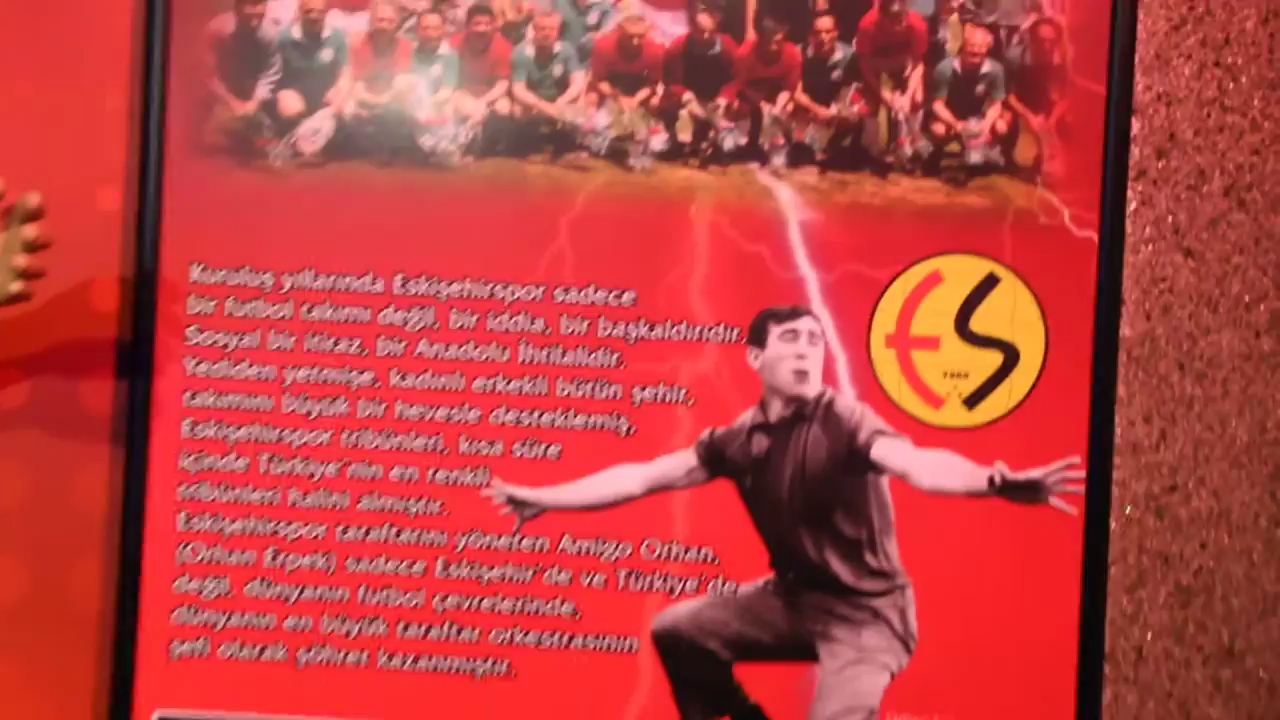 Kuruluş yıllarında Eskişehirspor sadece
bir futbol takımı değil, bir iddia, bir başkaldırıdır.
Sosyal bir itiraz, bir Anadolu İhtilalidir.
Yediden yetmişe, kadınlı erkekli bütün şehir,
takımını büyük bir hevesle desteklemiş,
Eskişehirspor tribünleri, kısa süre
içinde Türkiye'nin en renkli
tribünleri halini almıştır.
Eskişehirspor taraftarını yöneten Amigo Orhan,
(Orhan Erpek) sadece Eskişehir'de ve Türkiye'de
değil, dünyanın futbol çevrelerinde,
dünyanın en büyük taraftar orkestrasının
şefi olarak şöhret kazanmıştır.
ES